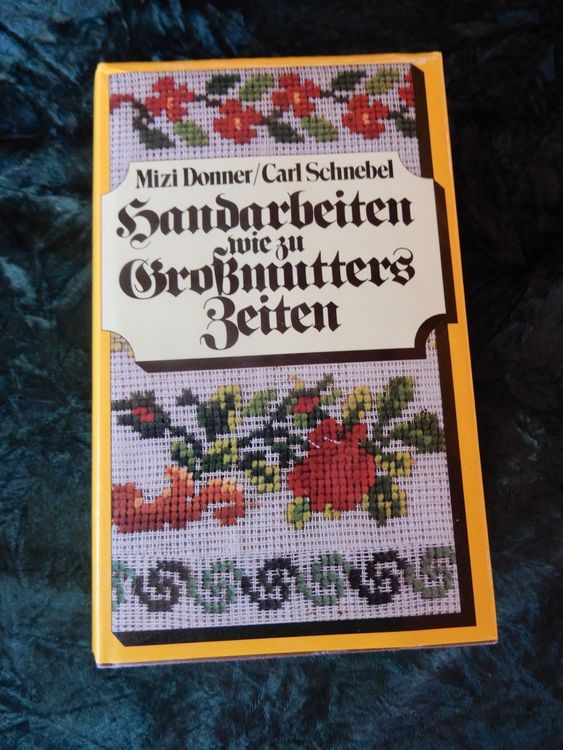 Mizi Donner/Carl Schnebel
Handarbeiten
wie zu
Großmutters
Zeiten